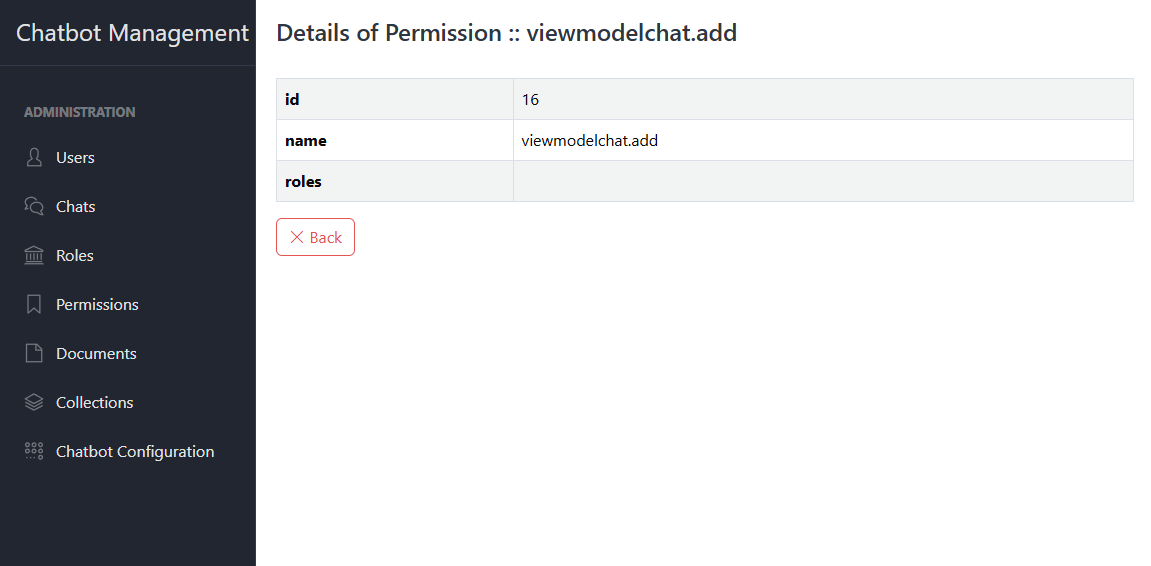 Chatbot Management
ADMINISTRATION
Users
Chats
Roles
Permissions
Documents
Collections
Chatbot Configuration
Details of Permission :: viewmodelchat.add
id 16
name viewmodelchat.add
roles
Back